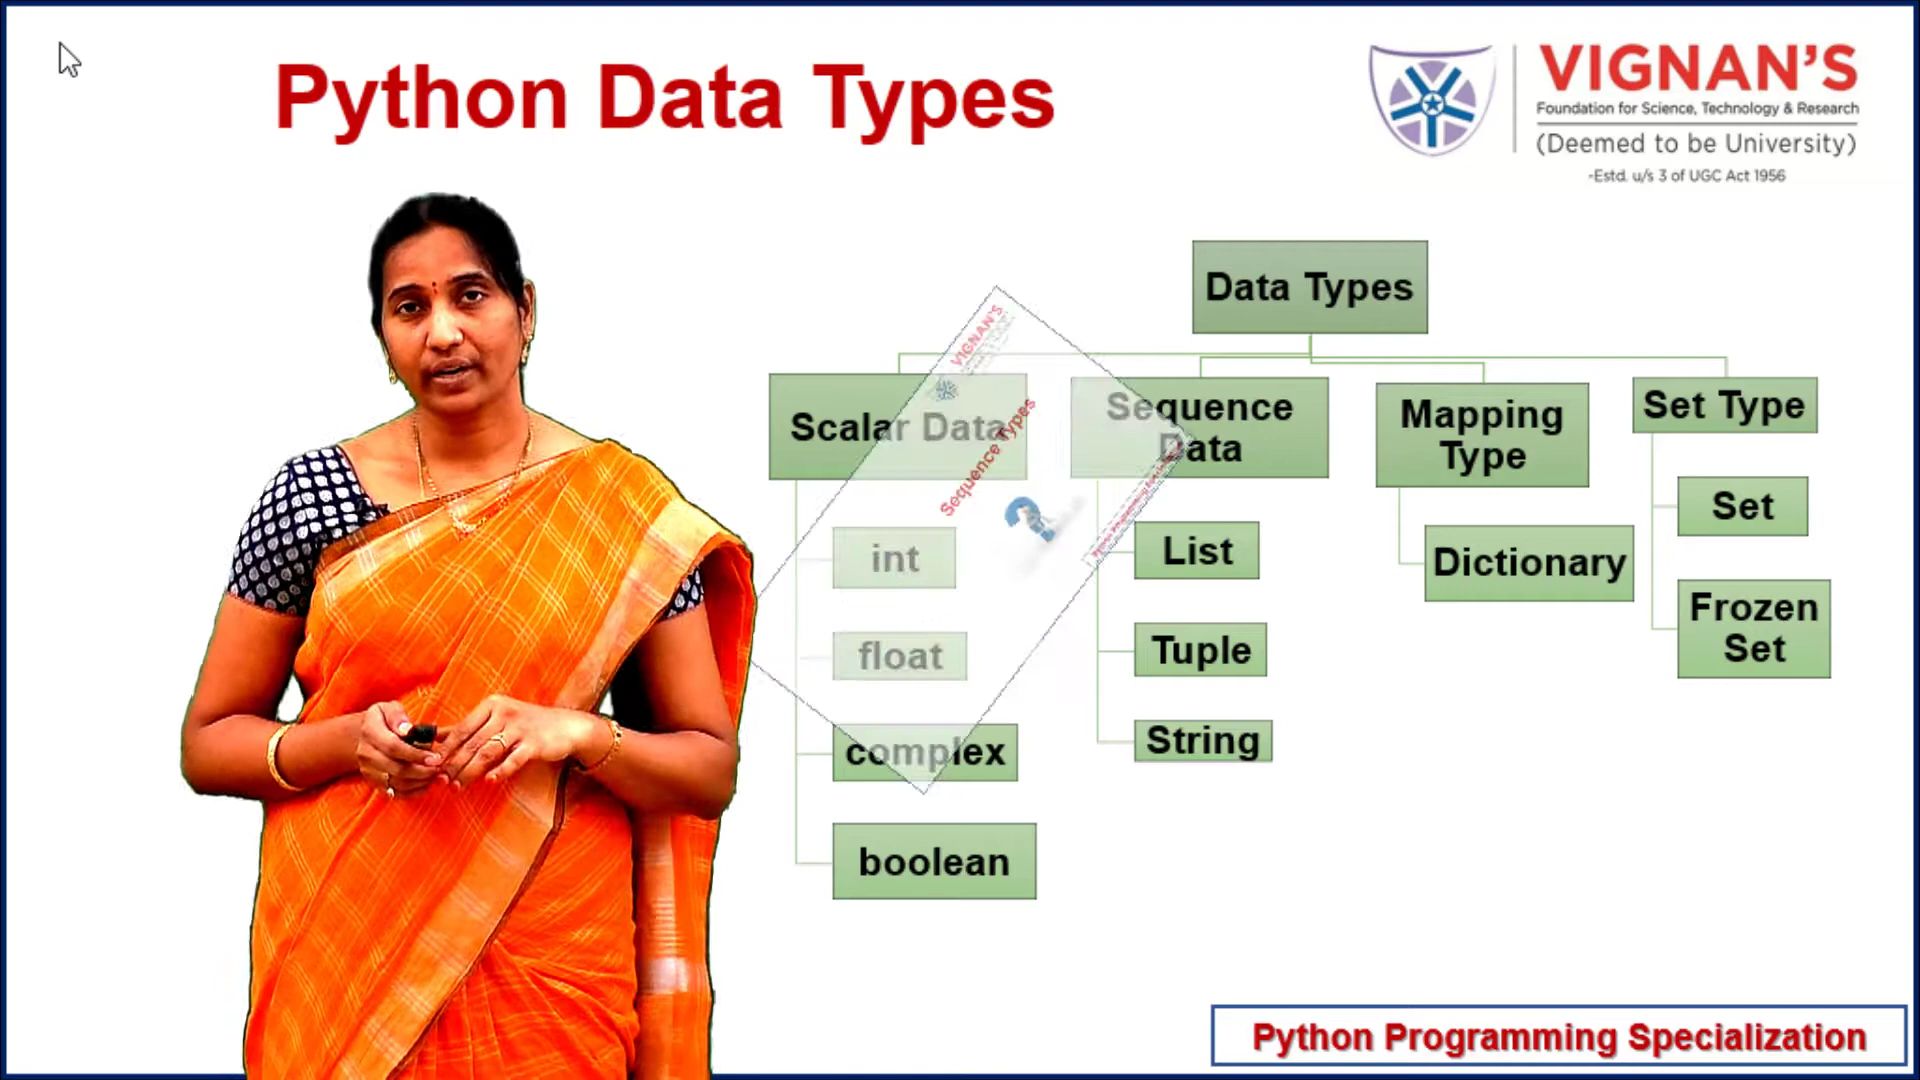 Python Data Types
VIGNAN'S
Foundation for Science, Technology & Research
(Deemed to be University)
-Estd. u/s 3 of UGC Act 1956
Data Types
Scalar Data
Sequence
Data
Mapping
Type
Set Type
int
float
complex
boolean
List
Tuple
String
Dictionary
Set
Frozen
Set
VIGNAN'S
Sequence Types
Python Programming Specialization